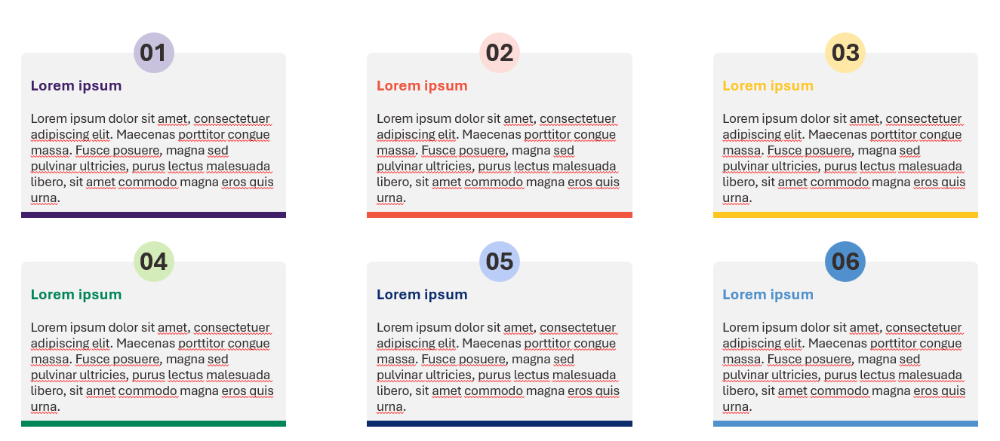 01
Lorem ipsum
Lorem ipsum dolor sit amet, consectetuer
adipiscing elit. Maecenas porttitor congue
massa. Fusce posuere, magna sed
pulvinar ultricies, purus lectus malesuada
libero, sit amet commodo magna eros quis
urna.
02
Lorem ipsum
Lorem ipsum dolor sit amet, consectetuer
adipiscing elit. Maecenas porttitor congue
massa. Fusce posuere, magna sed
pulvinar ultricies, purus lectus malesuada
libero, sit amet commodo magna eros quis
urna.
03
Lorem ipsum
Lorem ipsum dolor sit amet, consectetuer
adipiscing elit. Maecenas porttitor congue
massa. Fusce posuere, magna sed
pulvinar ultricies, purus lectus malesuada
libero, sit amet commodo magna eros quis
urna.
04
Lorem ipsum
Lorem ipsum dolor sit amet, consectetuer
adipiscing elit. Maecenas porttitor congue
massa. Fusce posuere, magna sed
pulvinar ultricies, purus lectus malesuada
libero, sit amet commodo magna eros quis
urna.
05
Lorem ipsum
Lorem ipsum dolor sit amet, consectetuer
adipiscing elit. Maecenas porttitor congue
massa. Fusce posuere, magna sed
pulvinar ultricies, purus lectus malesuada
libero, sit amet commodo magna eros quis
urna.
06
Lorem ipsum
Lorem ipsum dolor sit amet, consectetuer
adipiscing elit. Maecenas porttitor congue
massa. Fusce posuere, magna sed
pulvinar ultricies, purus lectus malesuada
libero, sit amet commodo magna eros quis
urna.